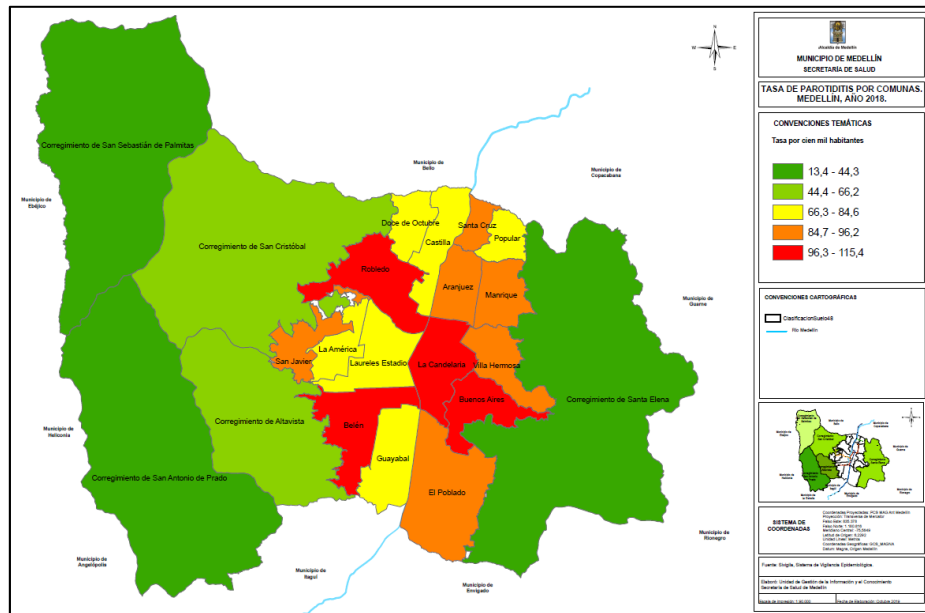 Alcaldía de Medellín
MUNICIPIO DE MEDELLÍN
SECRETARÍA DE SALUD
TASA DE PAROTIDITIS POR COMUNAS.
MEDELLÍN, AÑO 2018.
CONVENCIONES TEMÁTICAS
Tasa por cien mil habitantes
13,4 - 44,3
44,4 - 66,2
66,3 - 84,6
84,7 - 96,2
96,3 - 115,4
CONVENCIONES CARTOGRÁFICAS
ClasificacionSuelo48
Río Medellín
SISTEMA DE
COORDENADAS
Fuente: Sivigila, Sistema de Vigilancia Epidemiológica.
Elaboró: Unidad de Gestión de la Información y el Conocimiento
Secretaría de Salud de Medellín
N
W
E
S
Corregimiento de San Sebastián de Palmitas
Municipio de
Bello
Municipio de
Copacabana
Municipio de
Ebéjico
Doce de Octubre
Castilla
Santa Cruz
Popular
Corregimiento de San Cristóbal
Robledo
Aranjuez
Manrique
Municipio de
Guarne
La América
San Javier
Laureles Estadio
La Candelaria
Villa Hermosa
Buenos Aires
Corregimiento de Santa Elena
Corregimiento de Altavista
Belén
Municipio de
Heliconia
Guayabal
Corregimiento de San Antonio de Prado
El Poblado
Municipio de
Rionegro
Municipio de
Angelópolis
Municipio de
Itagüí
Municipio de
Envigado